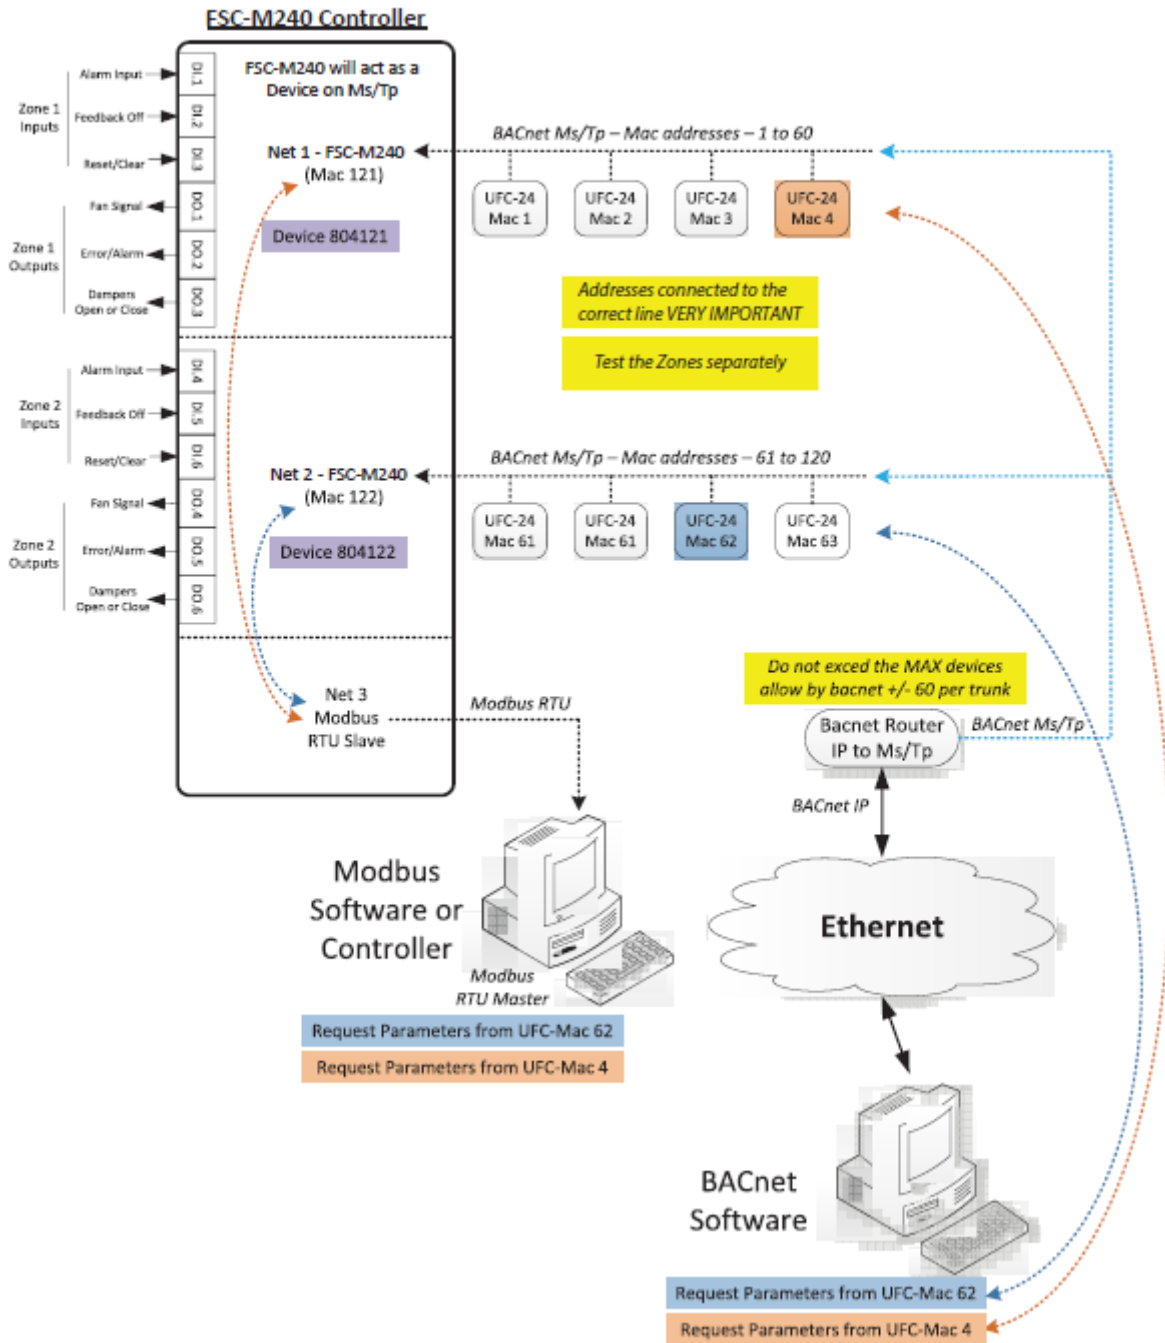 FSC-M240 Controller
FSC-M240 will act as a
Device on Ms/Tp
Zone 1
Inputs
Alarm Input
Feedback Off
Reset/Clear
DI.1
DI.2
DI.3
Zone 1
Outputs
Fan Signal
Error/Alarm
Dampers
Open or Close
DO.1
DO.2
DO.3
Net 1 - FSC-M240
(Mac 121)
Device 804121
BACnet Ms/Tp – Mac addresses – 1 to 60
UFC-24
Mac 1
UFC-24
Mac 2
UFC-24
Mac 3
UFC-24
Mac 4
Addresses connected to the
correct line VERY IMPORTANT
Test the Zones separately
Zone 2
Inputs
Alarm Input
Feedback Off
Reset/Clear
DI.4
DI.5
DI.6
Zone 2
Outputs
Fan Signal
Error/Alarm
Dampers
Open or Close
DO.4
DO.5
DO.6
Net 2 - FSC-M240
(Mac 122)
Device 804122
BACnet Ms/Tp – Mac addresses – 61 to 120
UFC-24
Mac 61
UFC-24
Mac 61
UFC-24
Mac 62
UFC-24
Mac 63
Net 3
Modbus
RTU Slave
Modbus RTU
Do not exced the MAX devices
allow by bacnet +/- 60 per trunk
Bacnet Router
IP to Ms/Tp
BACnet Ms/Tp
BACnet IP
Ethernet
Modbus
Software or
Controller
Modbus
RTU Master
Request Parameters from UFC-Mac 62
Request Parameters from UFC-Mac 4
BACnet
Software
Request Parameters from UFC-Mac 62
Request Parameters from UFC-Mac 4